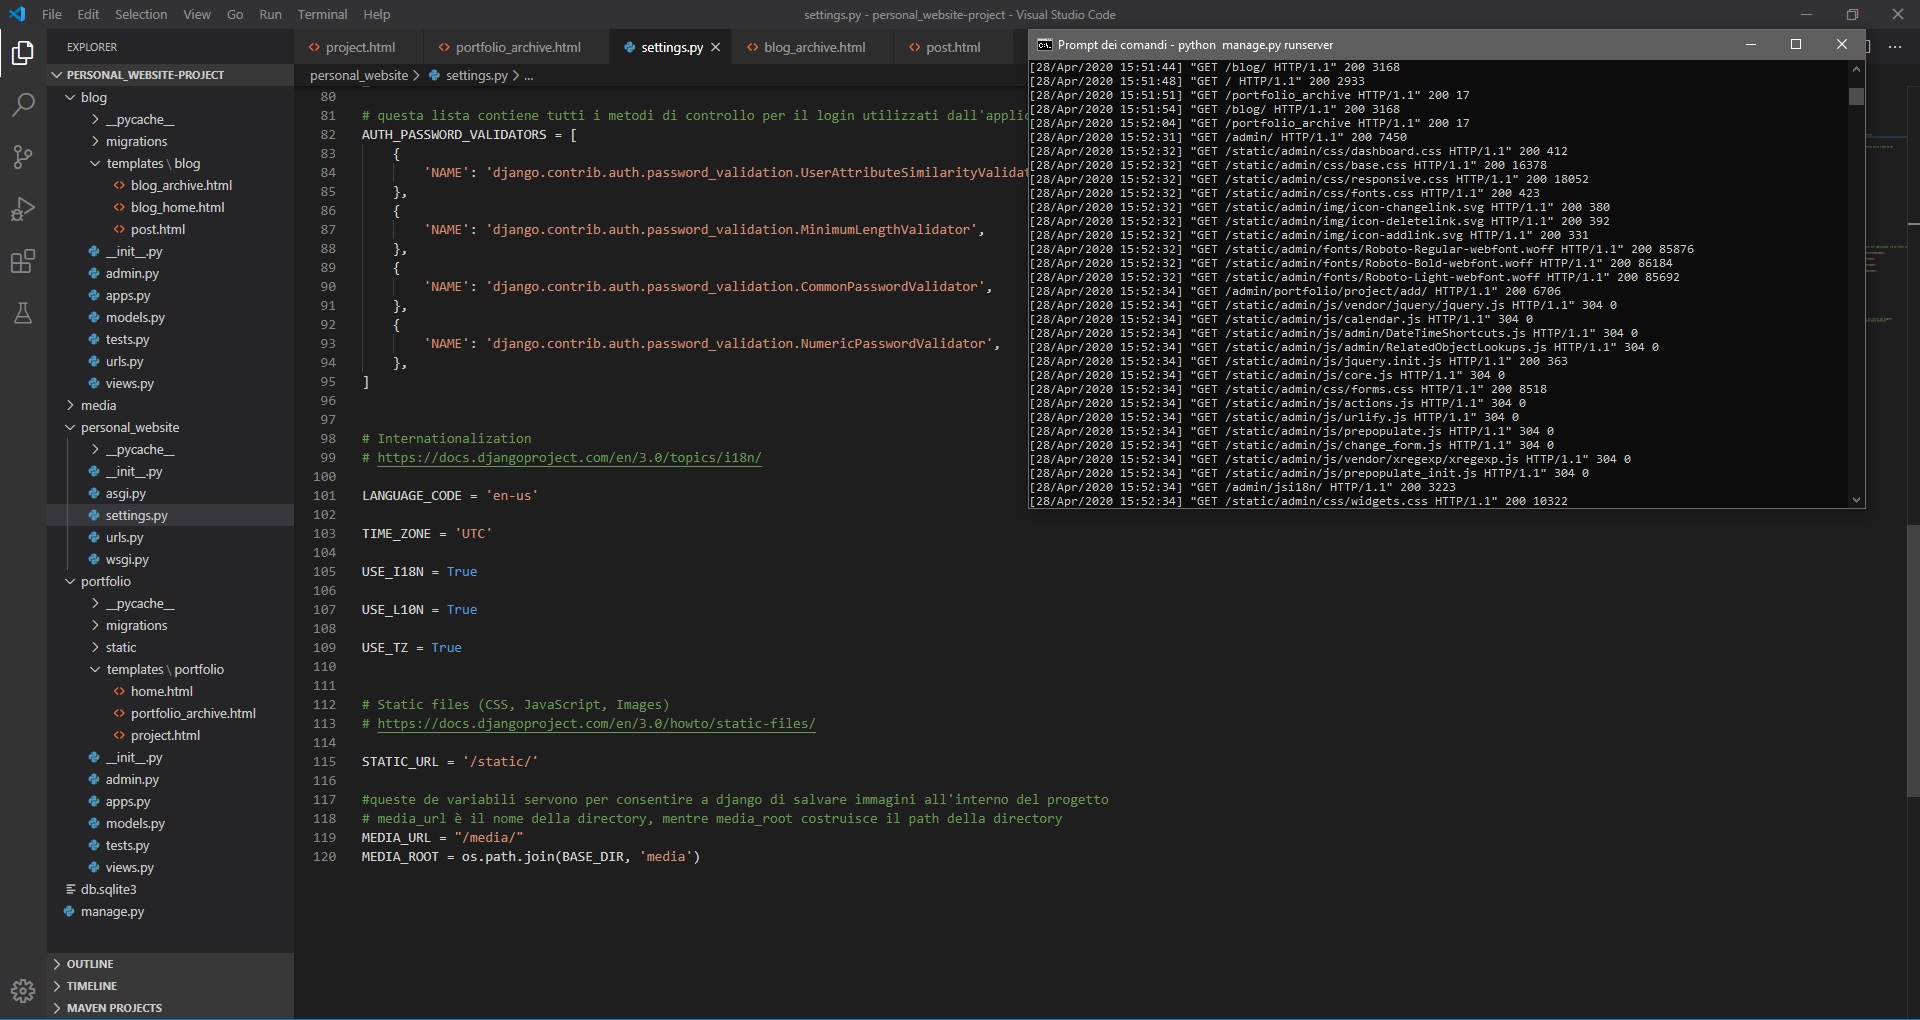 File Edit Selection View Go Run Terminal Help
settings.py - personal_website-project - Visual Studio Code
EXPLORER
PERSONAL_WEBSITE-PROJECT
blog
__pycache__
migrations
templates \ blog
blog_archive.html
blog_home.html
post.html
__init__.py
admin.py
apps.py
models.py
tests.py
urls.py
views.py
media
personal_website
__pycache__
__init__.py
asgi.py
settings.py
urls.py
wsgi.py
portfolio
__pycache__
migrations
static
templates \ portfolio
home.html
portfolio_archive.html
project.html
__init__.py
admin.py
apps.py
models.py
tests.py
views.py
db.sqlite3
manage.py
OUTLINE
TIMELINE
MAVEN PROJECTS
project.html portfolio_archive.html settings.py blog_archive.html post.html
personal_website > settings.py > ...
80
81 # questa lista contiene tutti i metodi di controllo per il login utilizzati dall'applic
82 AUTH_PASSWORD_VALIDATORS = [
83 {
84 'NAME': 'django.contrib.auth.password_validation.UserAttributeSimilarityValidat
85 },
86 {
87 'NAME': 'django.contrib.auth.password_validation.MinimumLengthValidator',
88 },
89 {
90 'NAME': 'django.contrib.auth.password_validation.CommonPasswordValidator',
91 },
92 {
93 'NAME': 'django.contrib.auth.password_validation.NumericPasswordValidator',
94 },
95 ]
96
97
98 # Internationalization
99 # https://docs.djangoproject.com/en/3.0/topics/i18n/
100
101 LANGUAGE_CODE = 'en-us'
102
103 TIME_ZONE = 'UTC'
104
105 USE_I18N = True
106
107 USE_L10N = True
108
109 USE_TZ = True
110
111
112 # Static files (CSS, JavaScript, Images)
113 # https://docs.djangoproject.com/en/3.0/howto/static-files/
114
115 STATIC_URL = '/static/'
116
117 #queste de variabili servono per consentire a django di salvare immagini all'interno del progetto
118 # media_url è il nome della directory, mentre media_root costruisce il path della directory
119 MEDIA_URL = "/media/"
120 MEDIA_ROOT = os.path.join(BASE_DIR, 'media')
Prompt dei comandi - python manage.py runserver
[28/Apr/2020 15:51:44] "GET /blog/ HTTP/1.1" 200 3168
[28/Apr/2020 15:51:48] "GET / HTTP/1.1" 200 2933
[28/Apr/2020 15:51:51] "GET /portfolio_archive HTTP/1.1" 200 17
[28/Apr/2020 15:51:54] "GET /blog/ HTTP/1.1" 200 3168
[28/Apr/2020 15:52:04] "GET /portfolio_archive HTTP/1.1" 200 17
[28/Apr/2020 15:52:31] "GET /admin/ HTTP/1.1" 200 7450
[28/Apr/2020 15:52:32] "GET /static/admin/css/dashboard.css HTTP/1.1" 200 412
[28/Apr/2020 15:52:32] "GET /static/admin/css/base.css HTTP/1.1" 200 16378
[28/Apr/2020 15:52:32] "GET /static/admin/css/responsive.css HTTP/1.1" 200 18052
[28/Apr/2020 15:52:32] "GET /static/admin/css/fonts.css HTTP/1.1" 200 423
[28/Apr/2020 15:52:32] "GET /static/admin/img/icon-changelink.svg HTTP/1.1" 200 380
[28/Apr/2020 15:52:32] "GET /static/admin/img/icon-deletelink.svg HTTP/1.1" 200 392
[28/Apr/2020 15:52:32] "GET /static/admin/img/icon-addlink.svg HTTP/1.1" 200 331
[28/Apr/2020 15:52:32] "GET /static/admin/fonts/Roboto-Regular-webfont.woff HTTP/1.1" 200 85876
[28/Apr/2020 15:52:32] "GET /static/admin/fonts/Roboto-Bold-webfont.woff HTTP/1.1" 200 86184
[28/Apr/2020 15:52:32] "GET /static/admin/fonts/Roboto-Light-webfont.woff HTTP/1.1" 200 85692
[28/Apr/2020 15:52:34] "GET /admin/portfolio/project/add/ HTTP/1.1" 200 6706
[28/Apr/2020 15:52:34] "GET /static/admin/js/vendor/jquery/jquery.js HTTP/1.1" 304 0
[28/Apr/2020 15:52:34] "GET /static/admin/js/calendar.js HTTP/1.1" 304 0
[28/Apr/2020 15:52:34] "GET /static/admin/js/admin/DateTimeShortcuts.js HTTP/1.1" 304 0
[28/Apr/2020 15:52:34] "GET /static/admin/js/admin/RelatedObjectLookups.js HTTP/1.1" 304 0
[28/Apr/2020 15:52:34] "GET /static/admin/js/jquery.init.js HTTP/1.1" 200 363
[28/Apr/2020 15:52:34] "GET /static/admin/js/core.js HTTP/1.1" 304 0
[28/Apr/2020 15:52:34] "GET /static/admin/css/forms.css HTTP/1.1" 200 8518
[28/Apr/2020 15:52:34] "GET /static/admin/js/actions.js HTTP/1.1" 304 0
[28/Apr/2020 15:52:34] "GET /static/admin/js/urlify.js HTTP/1.1" 304 0
[28/Apr/2020 15:52:34] "GET /static/admin/js/prepopulate.js HTTP/1.1" 304 0
[28/Apr/2020 15:52:34] "GET /static/admin/js/change_form.js HTTP/1.1" 304 0
[28/Apr/2020 15:52:34] "GET /static/admin/js/vendor/xregexp/xregexp.js HTTP/1.1" 304 0
[28/Apr/2020 15:52:34] "GET /static/admin/js/prepopulate_init.js HTTP/1.1" 304 0
[28/Apr/2020 15:52:34] "GET /admin/jsi18n/ HTTP/1.1" 200 3223
[28/Apr/2020 15:52:34] "GET /static/admin/css/widgets.css HTTP/1.1" 200 10322